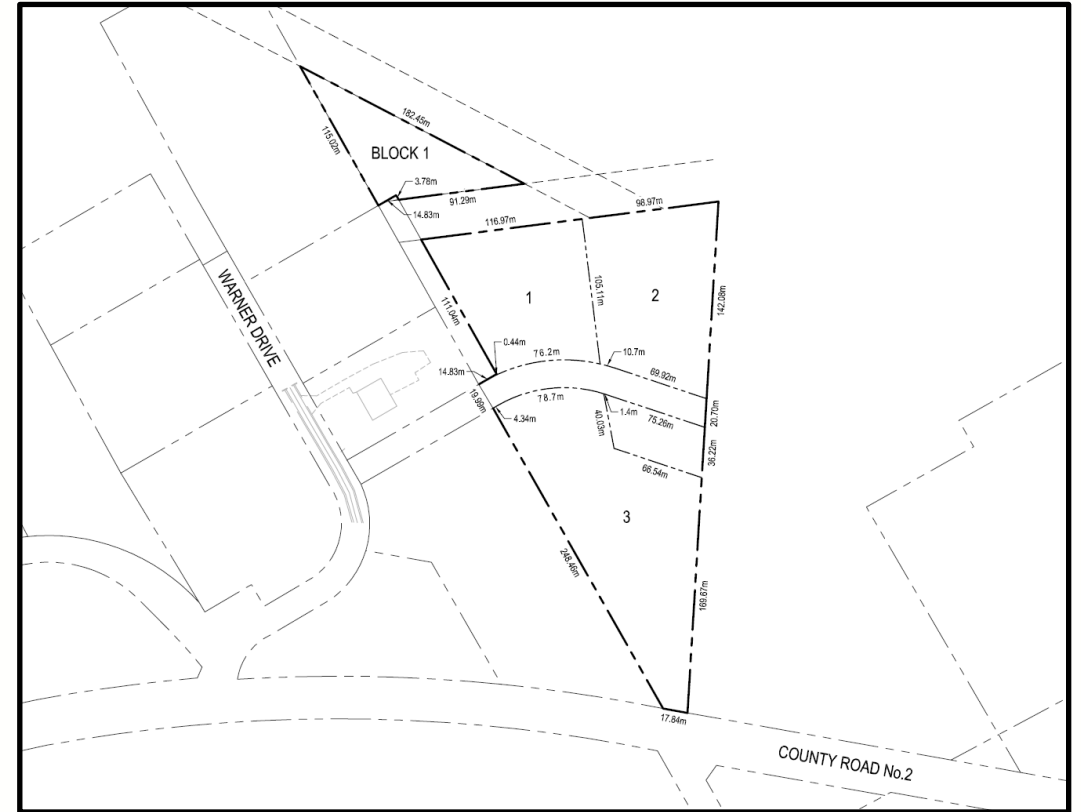 182.45m
115.02m
BLOCK 1
3.78m
91.29m
14.83m
98.97m
116.97m
WARNER DRIVE
1
105.11m
2
142.08m
111.04m
0.44m
76.2m
10.7m
14.83m
69.92m
19.99m
78.7m
4.34m
1.4m
75.26m
20.70m
40.03m
36.22m
66.54m
3
248.46m
169.67m
17.84m
COUNTY ROAD No.2